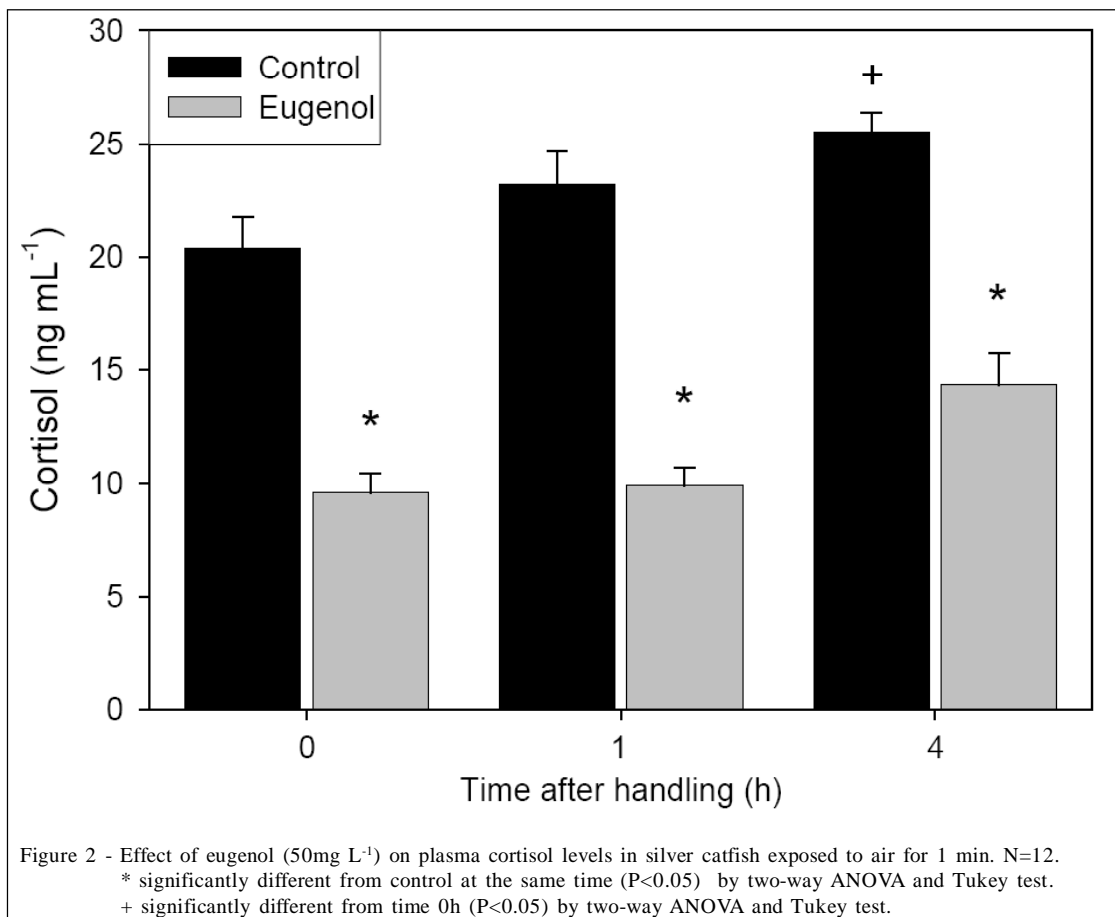 30
Control
Eugenol
+
25
20
15
10
5
0
*
*
*
Cortisol (ng mL-1)
0 1 4
Time after handling (h)
Figure 2 - Effect of eugenol (50mg L-1) on plasma cortisol levels in silver catfish exposed to air for 1 min. N=12.
* significantly different from control at the same time (P<0.05) by two-way ANOVA and Tukey test.
+ significantly different from time 0h (P<0.05) by two-way ANOVA and Tukey test.